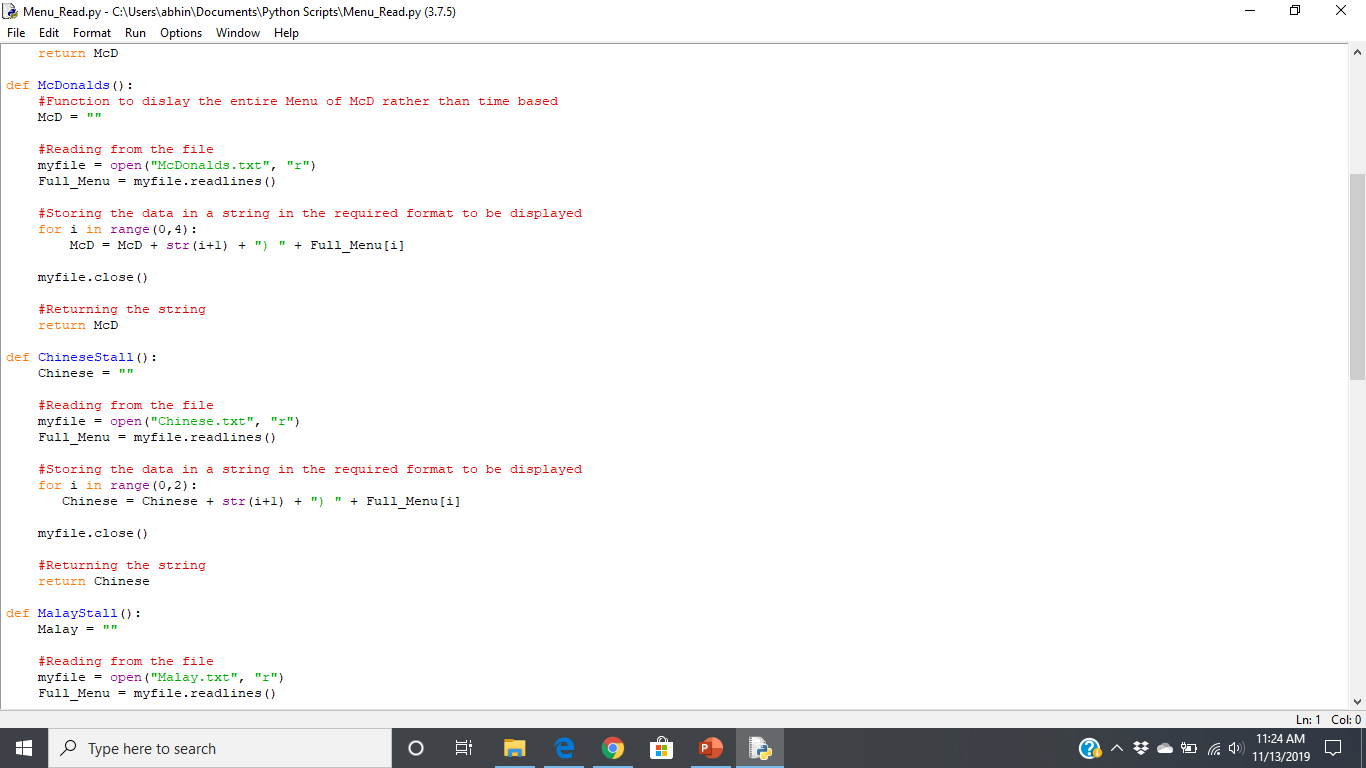 Menu_Read.py - C:\Users\abhin\Documents\Python Scripts\Menu_Read.py (3.7.5)
File Edit Format Run Options Window Help
    return McD

def McDonalds():
    #Function to dislay the entire Menu of McD rather than time based
    McD = ""

    #Reading from the file
    myfile = open("McDonalds.txt", "r")
    Full_Menu = myfile.readlines()

    #Storing the data in a string in the required format to be displayed
    for i in range(0,4):
        McD = McD + str(i+1) + ") " + Full_Menu[i]

    myfile.close()

    #Returning the string
    return McD

def ChineseStall():
    Chinese = ""

    #Reading from the file
    myfile = open("Chinese.txt", "r")
    Full_Menu = myfile.readlines()

    #Storing the data in a string in the required format to be displayed
    for i in range(0,2):
       Chinese = Chinese + str(i+1) + ") " + Full_Menu[i]

    myfile.close()

    #Returning the string
    return Chinese

def MalayStall():
    Malay = ""

    #Reading from the file
    myfile = open("Malay.txt", "r")
    Full_Menu = myfile.readlines()
Ln: 1 Col: 0
Type here to search
11:24 AM
11/13/2019